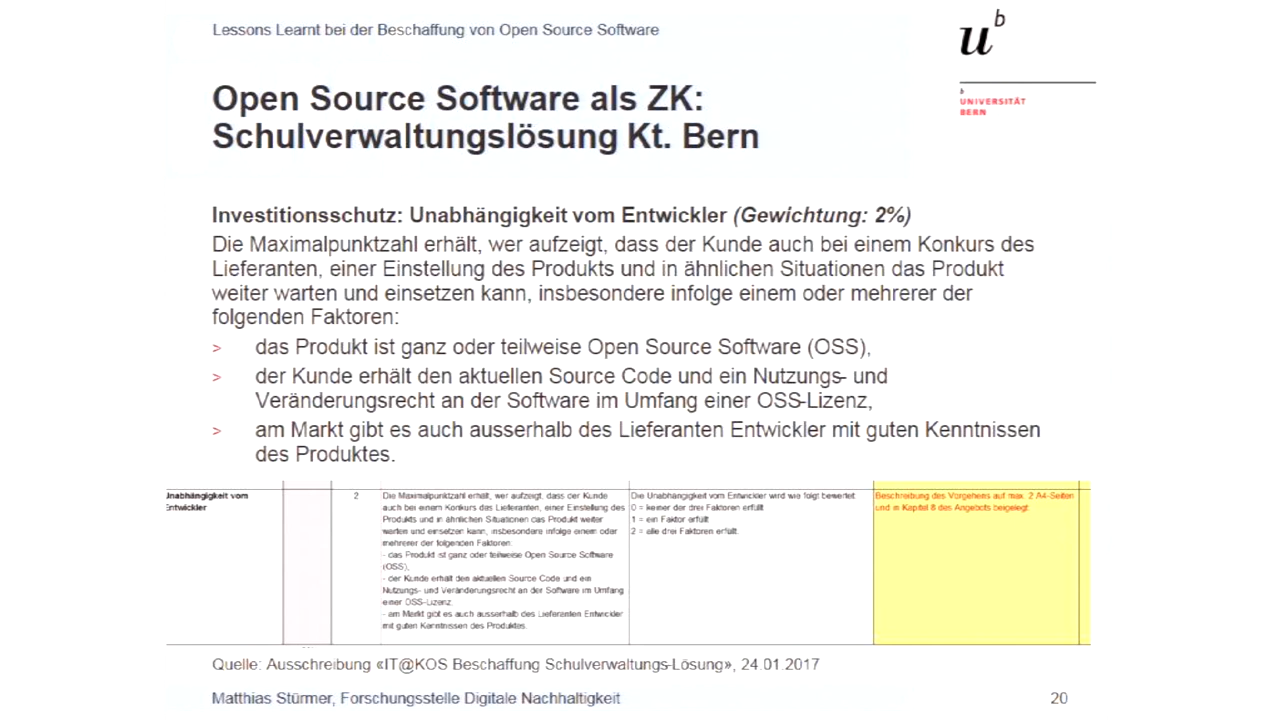 Lessons Learnt bei der Beschaffung von Open Source Software
u
b
b
UNIVERSITÄT
BERN
Open Source Software als ZK:
Schulverwaltungslösung Kt. Bern
Investitionsschutz: Unabhängigkeit vom Entwickler (Gewichtung: 2%)
Die Maximalpunktzahl erhält, wer aufzeigt, dass der Kunde auch bei einem Konkurs des
Lieferanten, einer Einstellung des Produkts und in ähnlichen Situationen das Produkt
weiter warten und einsetzen kann, insbesondere infolge einem oder mehrerer der
folgenden Faktoren:
> das Produkt ist ganz oder teilweise Open Source Software (OSS),
> der Kunde erhält den aktuellen Source Code und ein Nutzungs- und
Veränderungsrecht an der Software im Umfang einer OSS-Lizenz,
> am Markt gibt es auch ausserhalb des Lieferanten Entwickler mit guten Kenntnissen
des Produktes.
Unabhängigkeit vom
Entwickler
2
Die Maximalpunktzahl erhält, wer aufzeigt, dass der Kunde
auch bei einem Konkurs des Lieferanten, einer Einstellung des
Produkts und in ähnlichen Situationen das Produkt weiter
warten und einsetzen kann, insbesondere infolge einem oder
mehrerer der folgenden Faktoren:
- das Produkt ist ganz oder teilweise Open Source Software
(OSS),
- der Kunde erhält den aktuellen Source Code und ein
Nutzungs- und Veränderungsrecht an der Software im Umfang
einer OSS-Lizenz
- am Markt gibt es auch ausserhalb des Lieferanten Entwickler
mit guten Kenntnissen des Produktes.
Die Unabhängigkeit vom Entwickler wird wie folgt bewertet
0 = keiner der drei Faktoren erfüllt
1 = ein Faktor erfüllt
2 = alle drei Faktoren erfüllt.
Beschreibung des Vorgehens auf max. 2 A4-Seiten
und in Kapitel 8 des Angebots beigelegt
Quelle: Ausschreibung «IT@KOS Beschaffung Schulverwaltungs-Lösung», 24.01.2017
Matthias Stürmer, Forschungsstelle Digitale Nachhaltigkeit
20